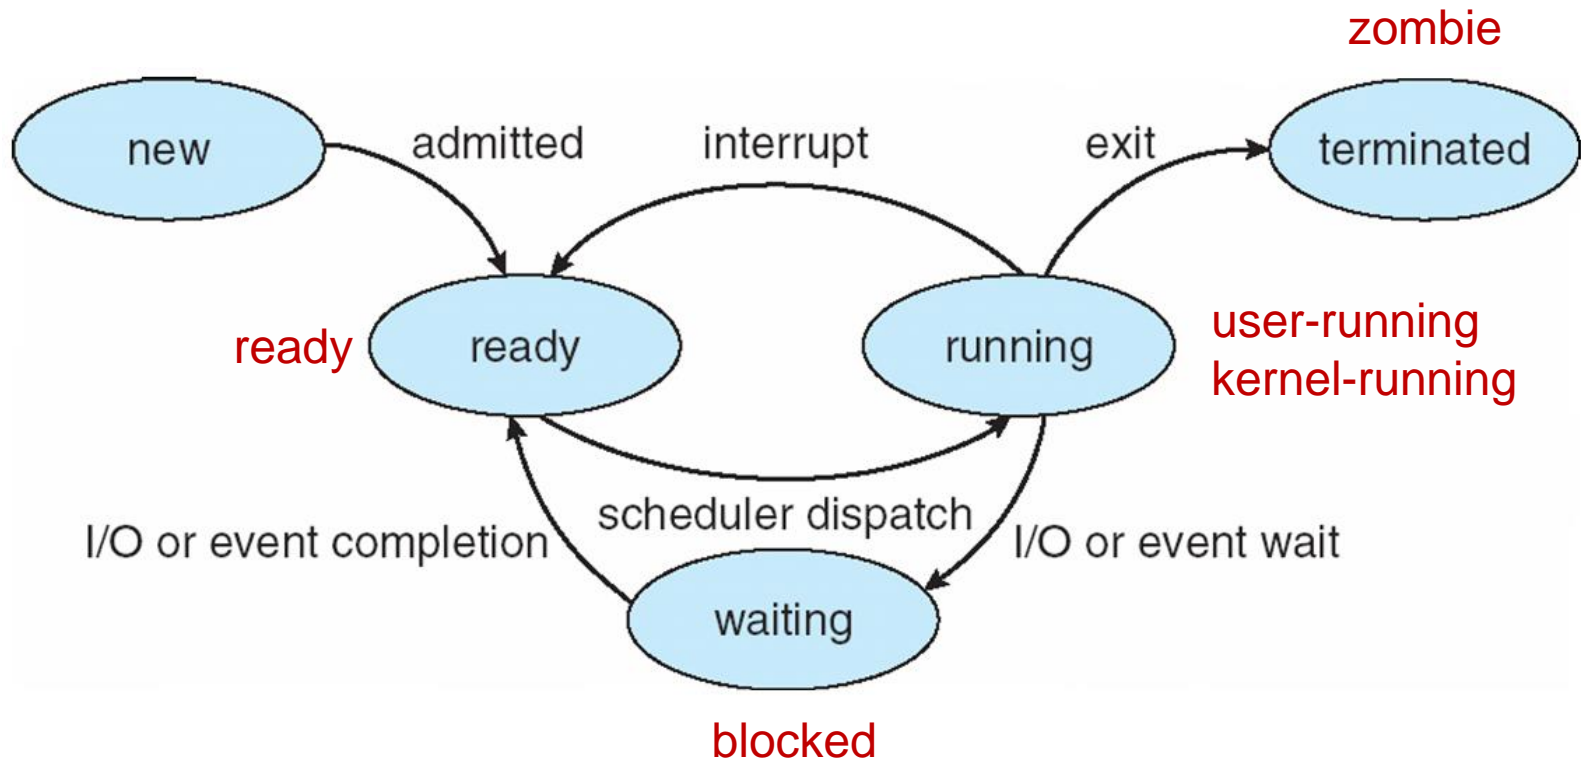 zombie
new
admitted
interrupt
exit
terminated
ready
ready
running
user-running
kernel-running
scheduler dispatch
I/O or event completion
I/O or event wait
waiting
blocked